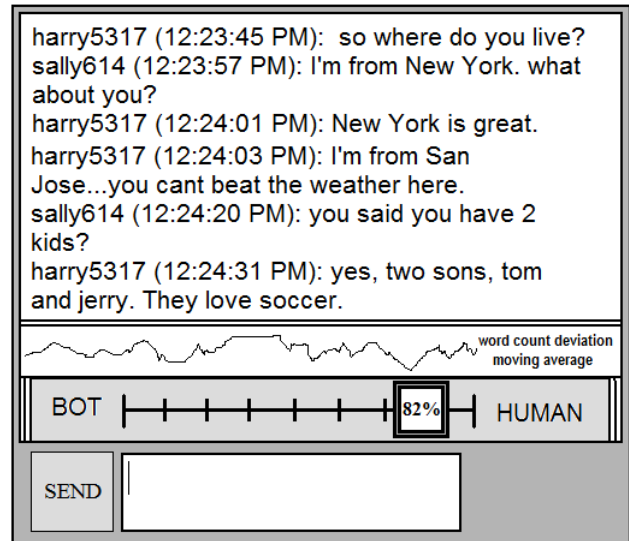 harry5317 (12:23:45 PM):  so where do you live?
sally614 (12:23:57 PM): I'm from New York. what
about you?
harry5317 (12:24:01 PM): New York is great.
harry5317 (12:24:03 PM): I'm from San
Jose...you cant beat the weather here.
sally614 (12:24:20 PM): you said you have 2
kids?
harry5317 (12:24:31 PM): yes, two sons, tom
and jerry. They love soccer.
word count deviation
moving average
BOT 82% HUMAN
SEND